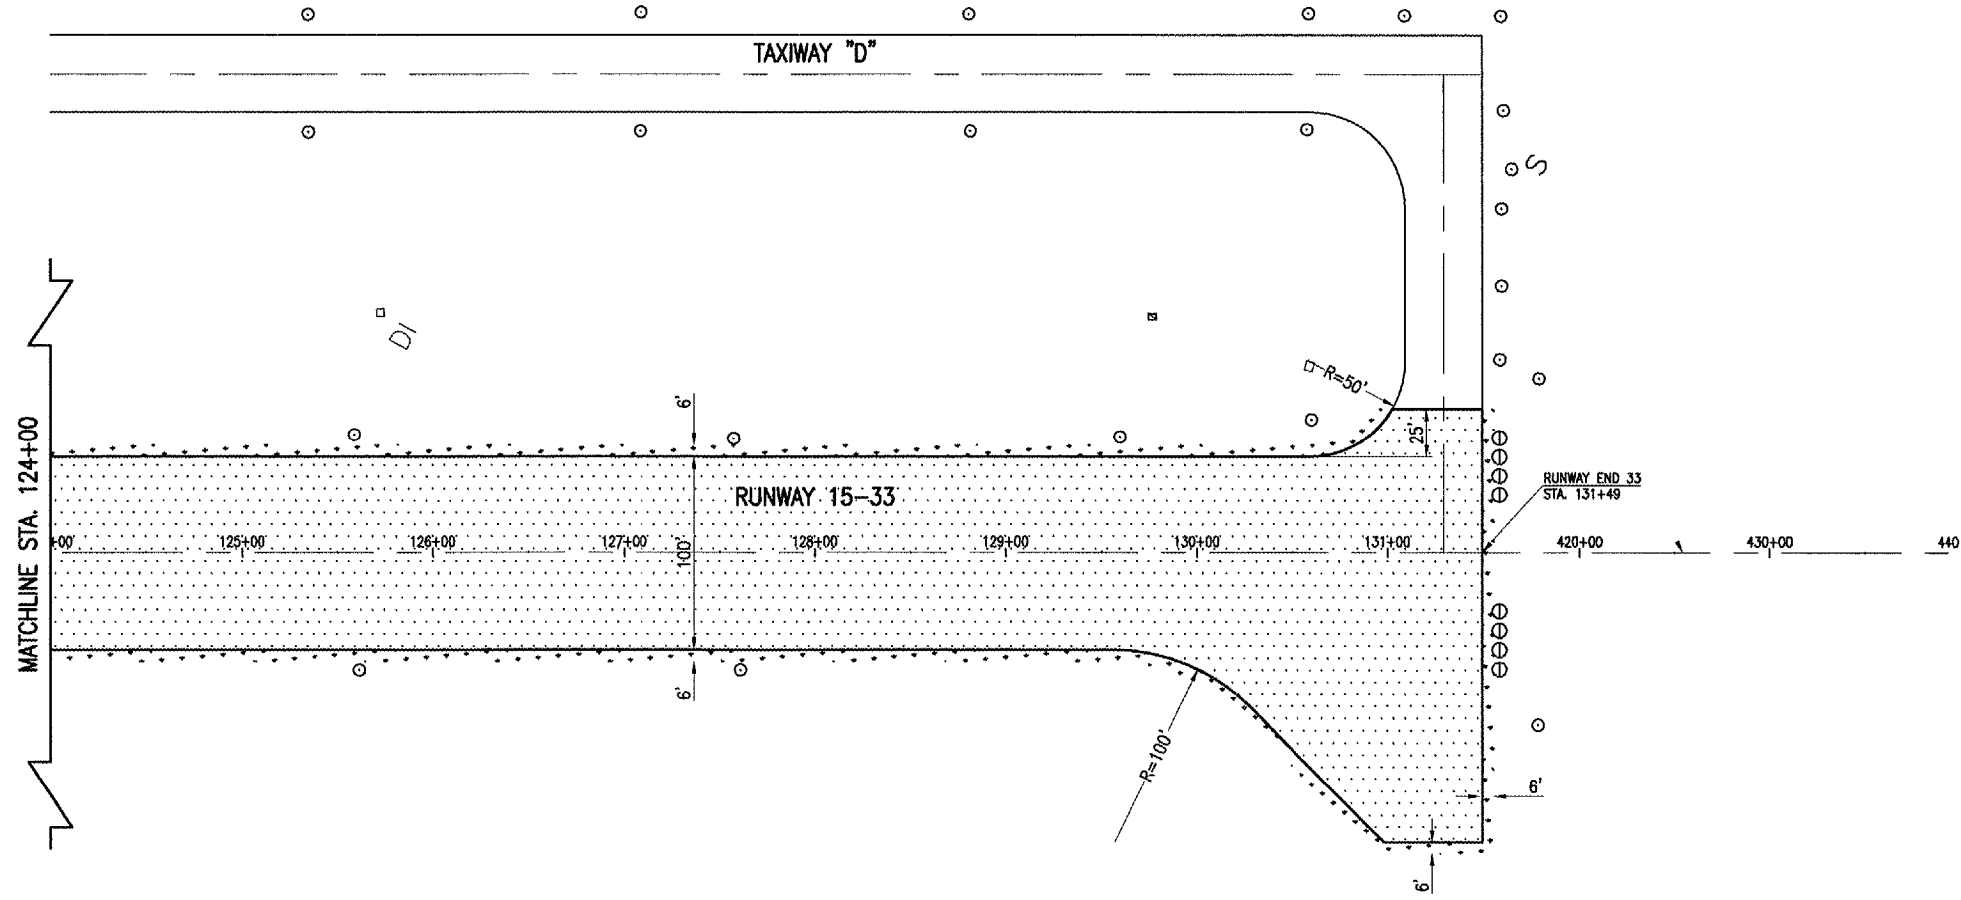 TAXIWAY "D"
S
DI
R=50'
6'
25'
MATCHLINE STA. 124+00
RUNWAY 15-33
RUNWAY END 33
STA. 131+49
+00
125+00
126+00
127+00
128+00
129+00
130+00
131+00
420+00
430+00
440
100'
6'
R=100'
6'
6'